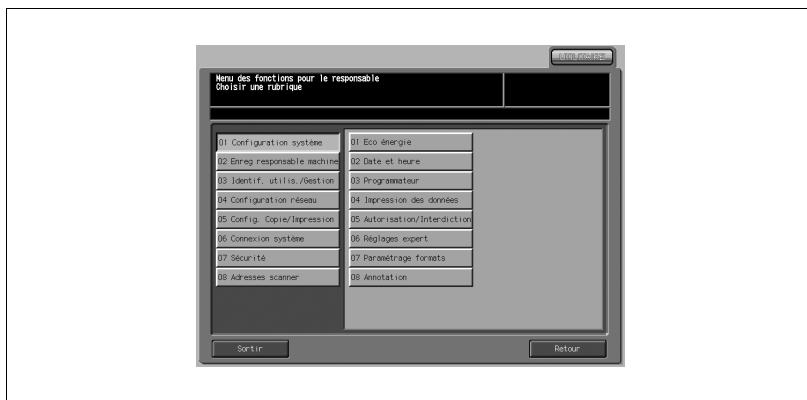 UTILITAIRE
Menu des fonctions pour le responsable
Choisir une rubrique
01 Configuration système
02 Enreg responsable machine
03 Identif. utilis./Gestion
04 Configuration réseau
05 Config. Copie/Impression
06 Connexion système
07 Sécurité
08 Adresses scanner
01 Eco énergie
02 Date et heure
03 Programmateur
04 Impression des données
05 Autorisation/Interdiction
06 Réglages expert
07 Paramétrage formats
08 Annotation
Sortir
Retour